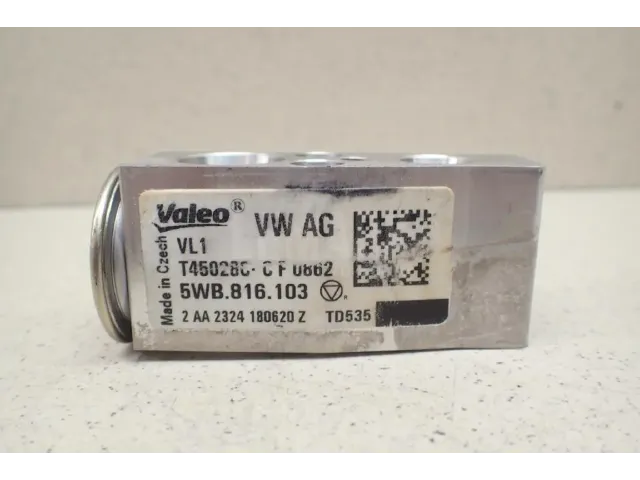 Valeo® VW AG
VL1
5WB.816.103
2 AA 2324 180620 Z TD535
Made in Czech